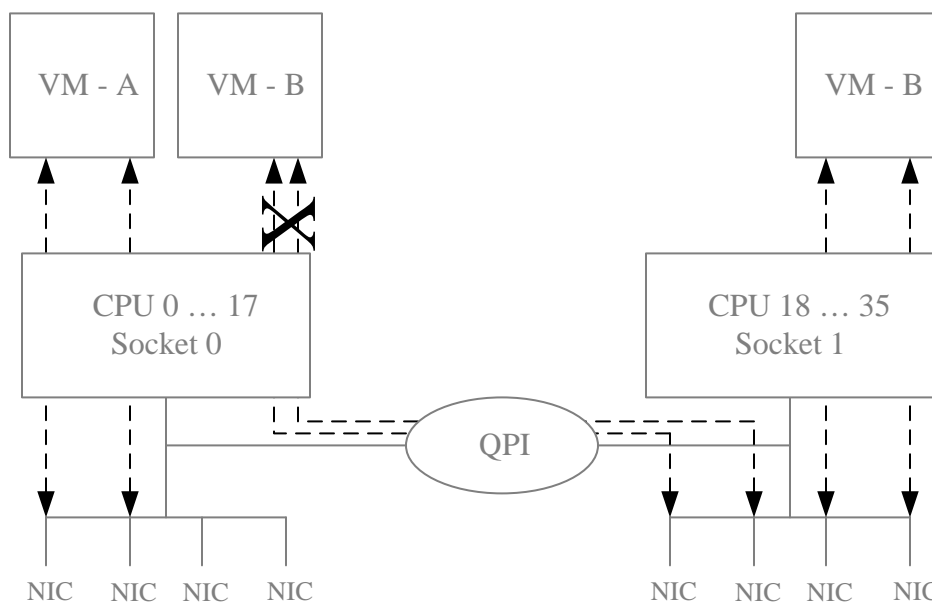 VM - A
VM - B
VM - B
X
CPU 0 … 17
Socket 0
CPU 18 … 35
Socket 1
QPI
NIC
NIC
NIC
NIC
NIC
NIC
NIC
NIC